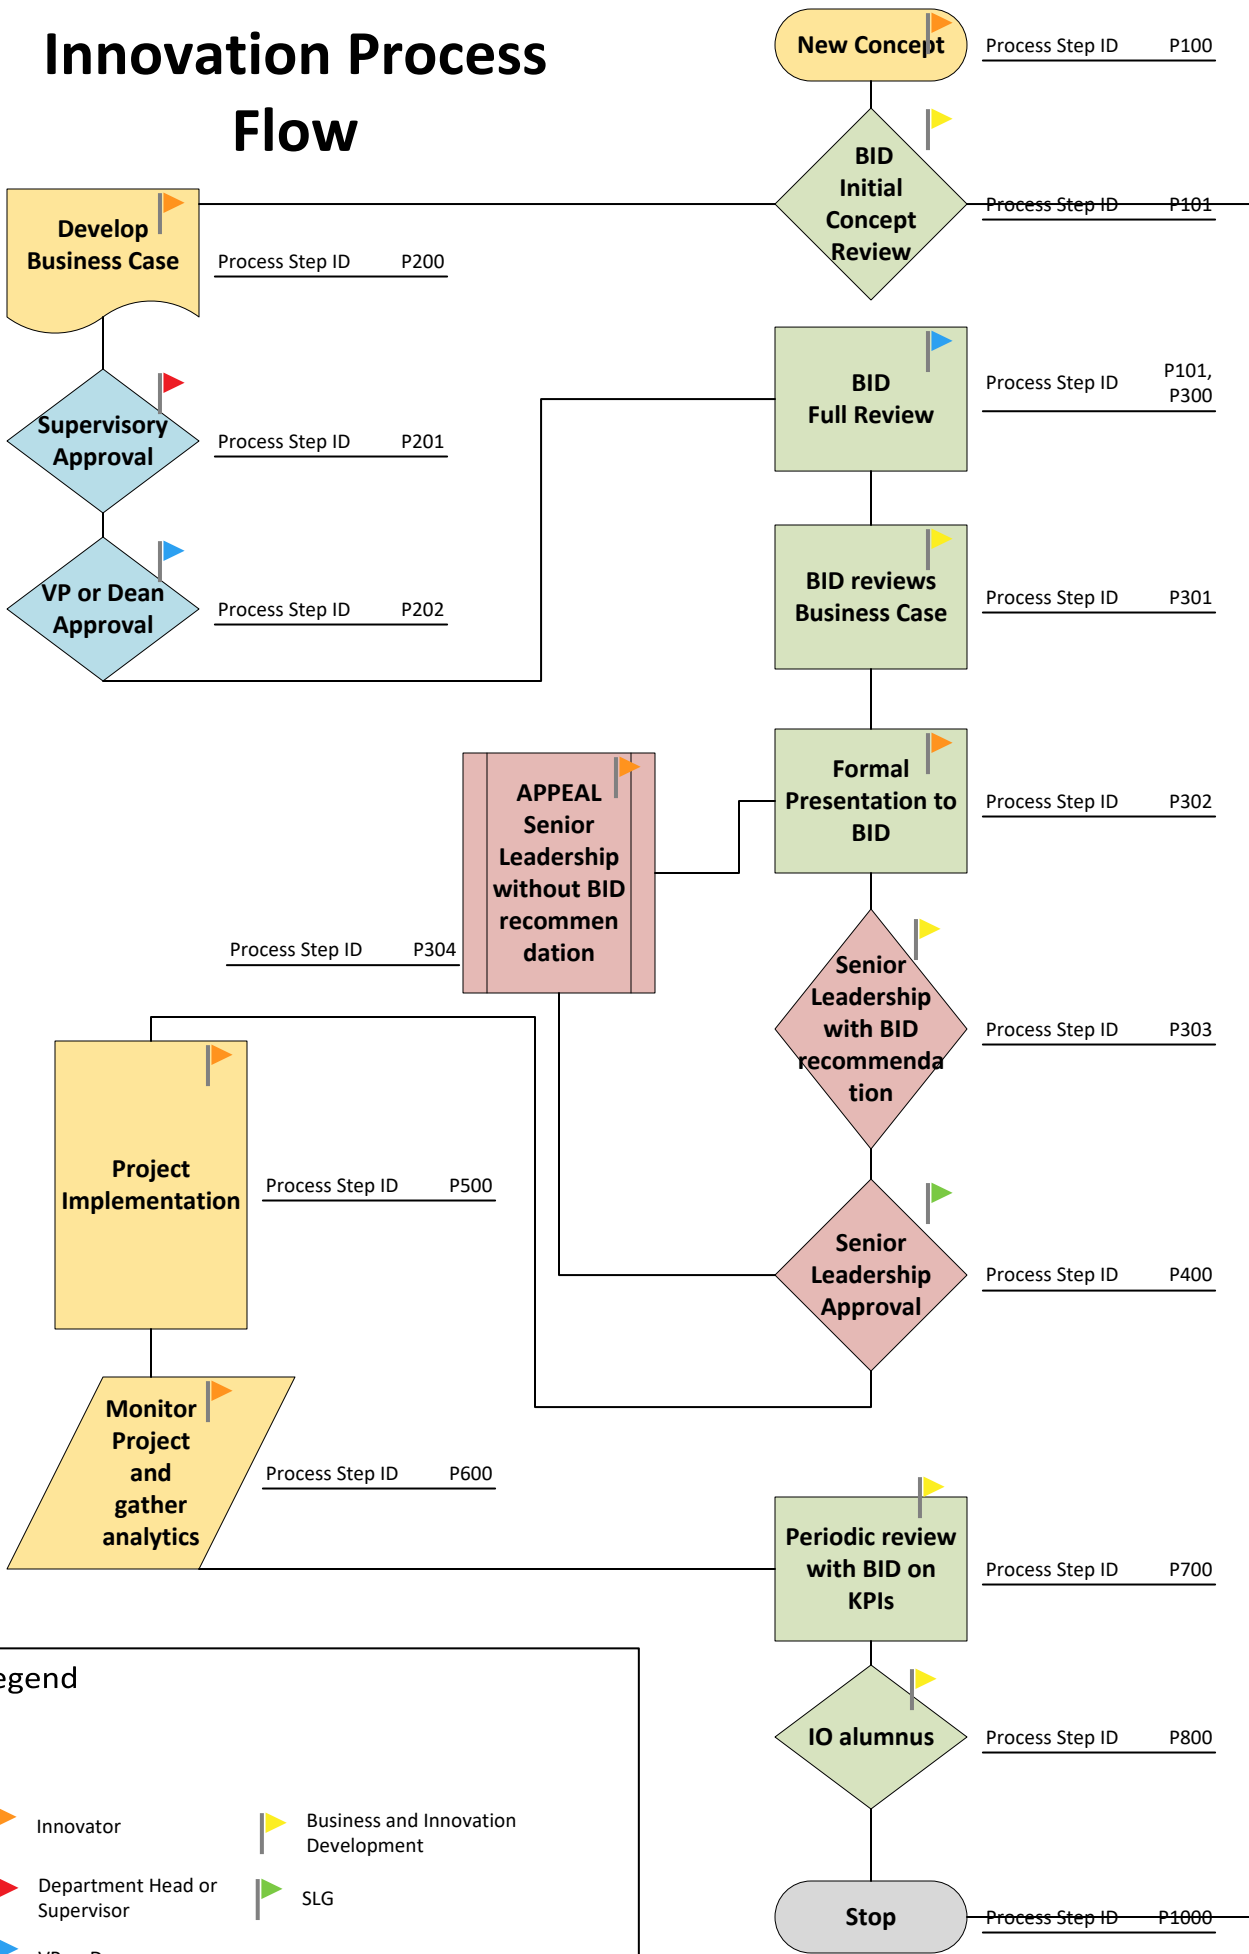 Innovation Process
Flow
New Concept
Process Step ID P100
BID
Initial
Concept
Review
Process Step ID P101
Develop
Business Case
Process Step ID P200
Supervisory
Approval
Process Step ID P201
VP or Dean
Approval
Process Step ID P202
BID
Full Review
Process Step ID P101,
P300
BID reviews
Business Case
Process Step ID P301
Formal
Presentation to
BID
Process Step ID P302
APPEAL
Senior
Leadership
without BID
recommen
dation
Process Step ID P304
Senior
Leadership
with BID
recommenda
tion
Process Step ID P303
Senior
Leadership
Approval
Process Step ID P400
Project
Implementation
Process Step ID P500
Monitor
Project
and
gather
analytics
Process Step ID P600
Periodic review
with BID on
KPIs
Process Step ID P700
IO alumnus
Process Step ID P800
Stop
Process Step ID P1000
egend
Innovator
Business and Innovation
Development
Department Head or
Supervisor
SLG